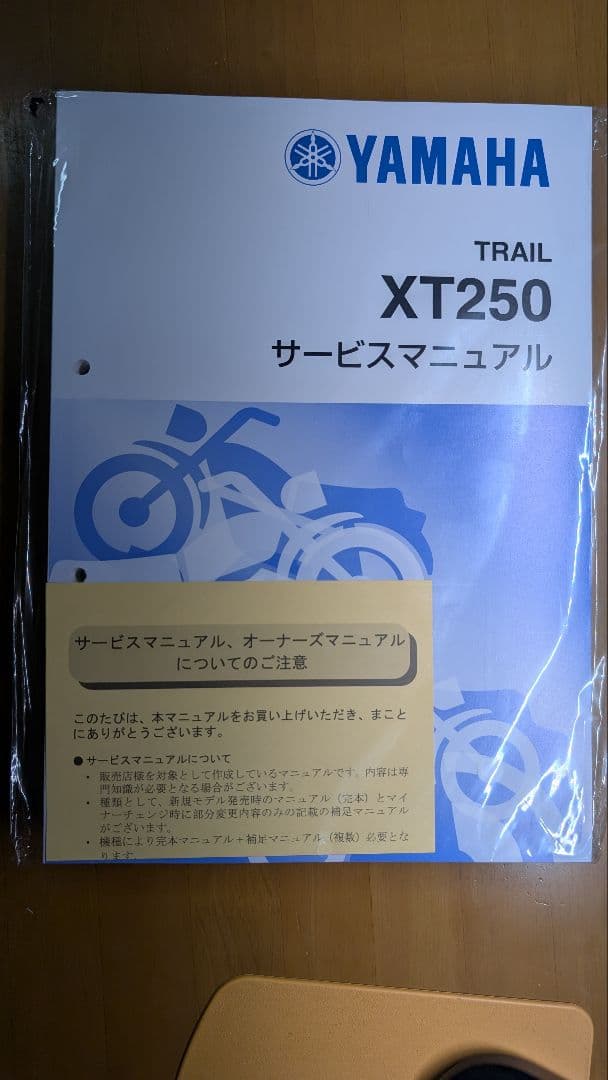 YAMAHA
TRAIL
XT250
サービスマニュアル
サービスマニュアル、オーナーズマニュアル
についてのご注意
このたびは、本マニュアルをお買い上げいただき、まこと
にありがとうございます。
●サービスマニュアルについて
・販売店様を対象として作成しているマニュアルです。内容は専
門知識が必要となる場合がございます。
・種類として、新規モデル発売時のマニュアル（完本）とマイ
ナーチェンジ時に部分変更内容のみの記載の補足マニュアル
がございます。
・機種により完本マニュアル＋補足マニュアル（複数）必要とな
ります。